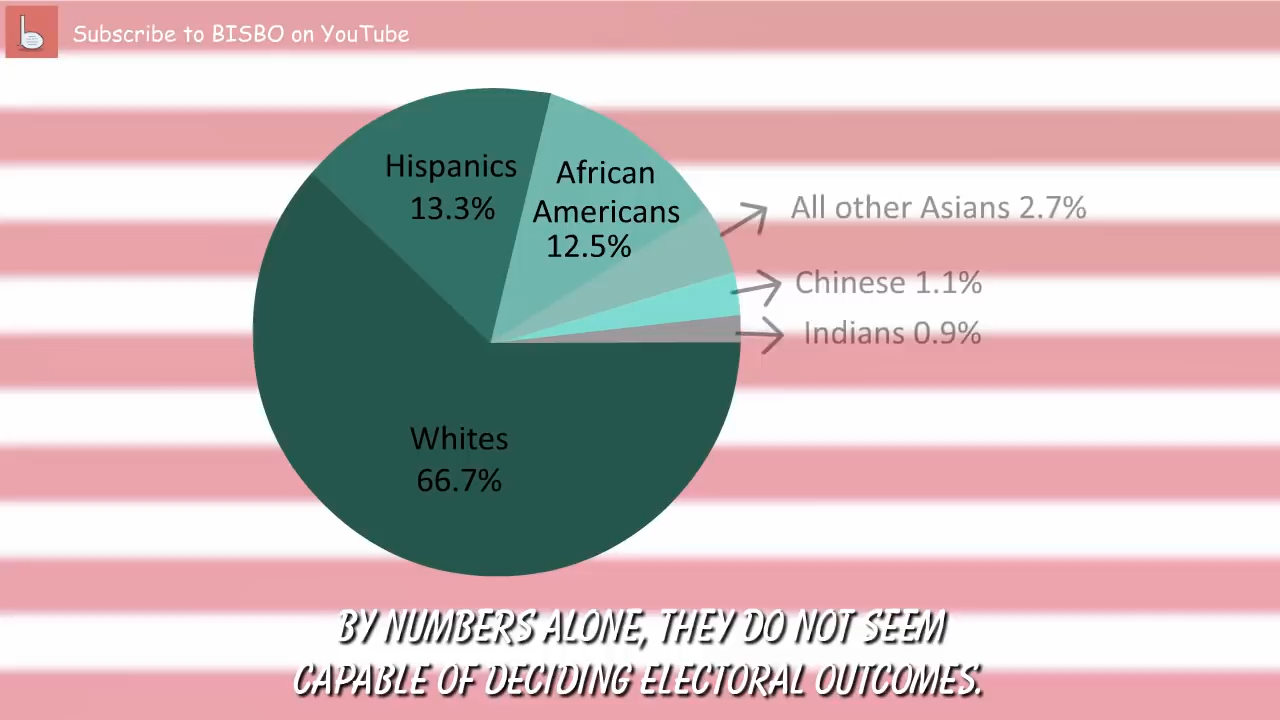 Subscribe to BISBO on YouTube
Hispanics
13.3%
African
Americans
12.5%
All other Asians 2.7%
Chinese 1.1%
Indians 0.9%
Whites
66.7%
BY NUMBERS ALONE, THEY DO NOT SEEM
CAPABLE OF DECIDING ELECTORAL OUTCOMES.